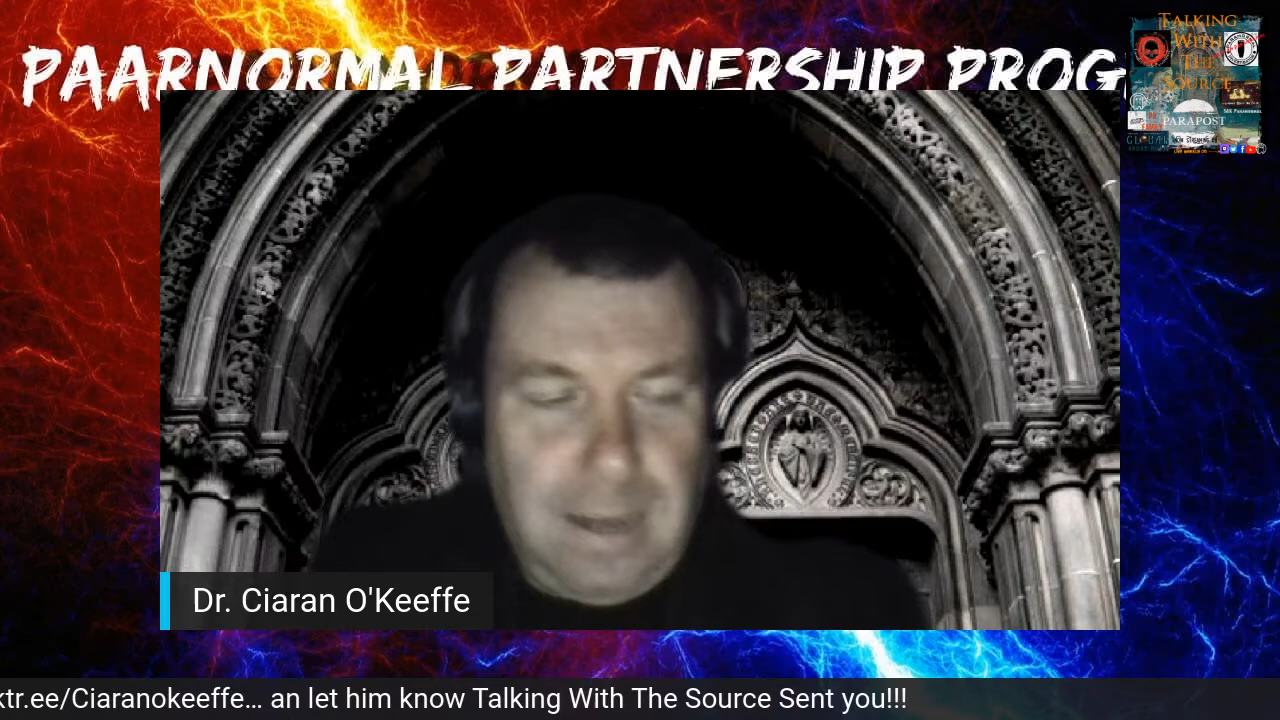 PAARNORMAL PARTNERSHIP PROG
TALKING
WITH
THE
SOURCE
PARAPOST
Dr. Ciaran O'Keeffe
ktr.ee/Ciaranokeeffe... an let him know Talking With The Source Sent you!!!